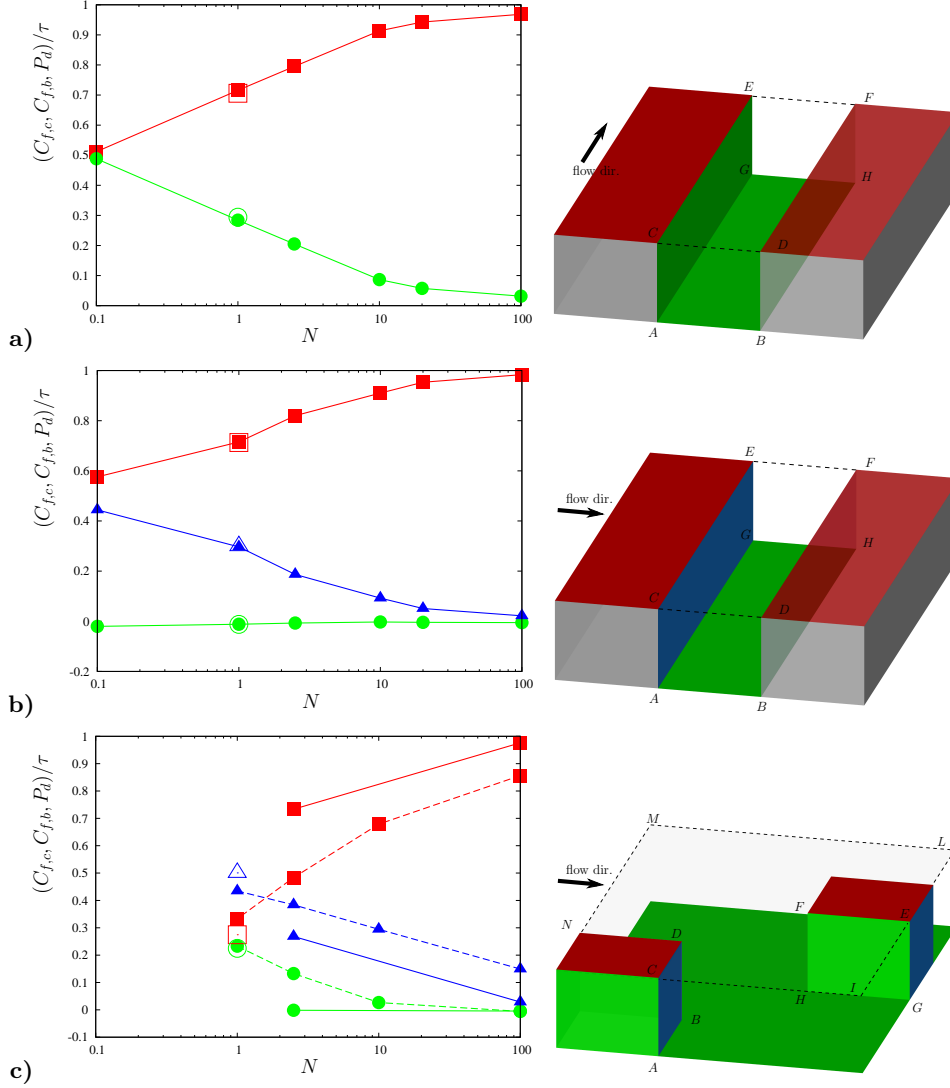 (C_{f,c}, C_{f,b}, P_d)/τ
1
0.9
0.8
0.7
0.6
0.5
0.4
0.3
0.2
0.1
0
0.1 1 10 100
N
a)
flow dir.
E F
G H
C D
A B
(C_{f,c}, C_{f,b}, P_d)/τ
1
0.8
0.6
0.4
0.2
0
-0.2
0.1 1 10 100
N
b)
flow dir.
E F
G H
C D
A B
(C_{f,c}, C_{f,b}, P_d)/τ
1
0.9
0.8
0.7
0.6
0.5
0.4
0.3
0.2
0.1
0
-0.1
0.1 1 10 100
N
c)
flow dir.
M L
N D F E
C H I G
B
A